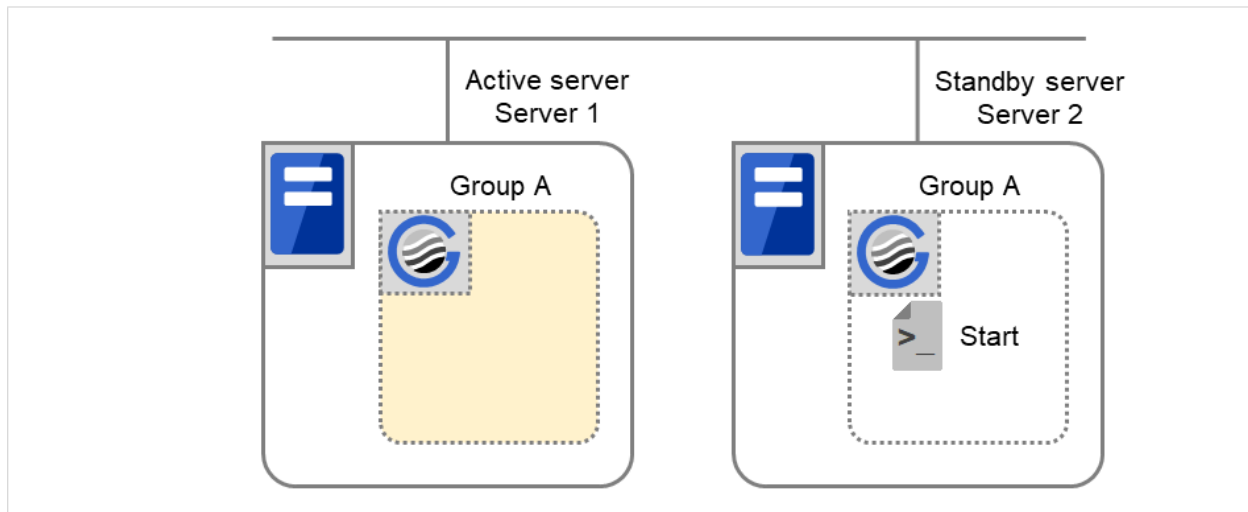 Active server
Server 1
Group A
Standby server
Server 2
Group A
>_ Start